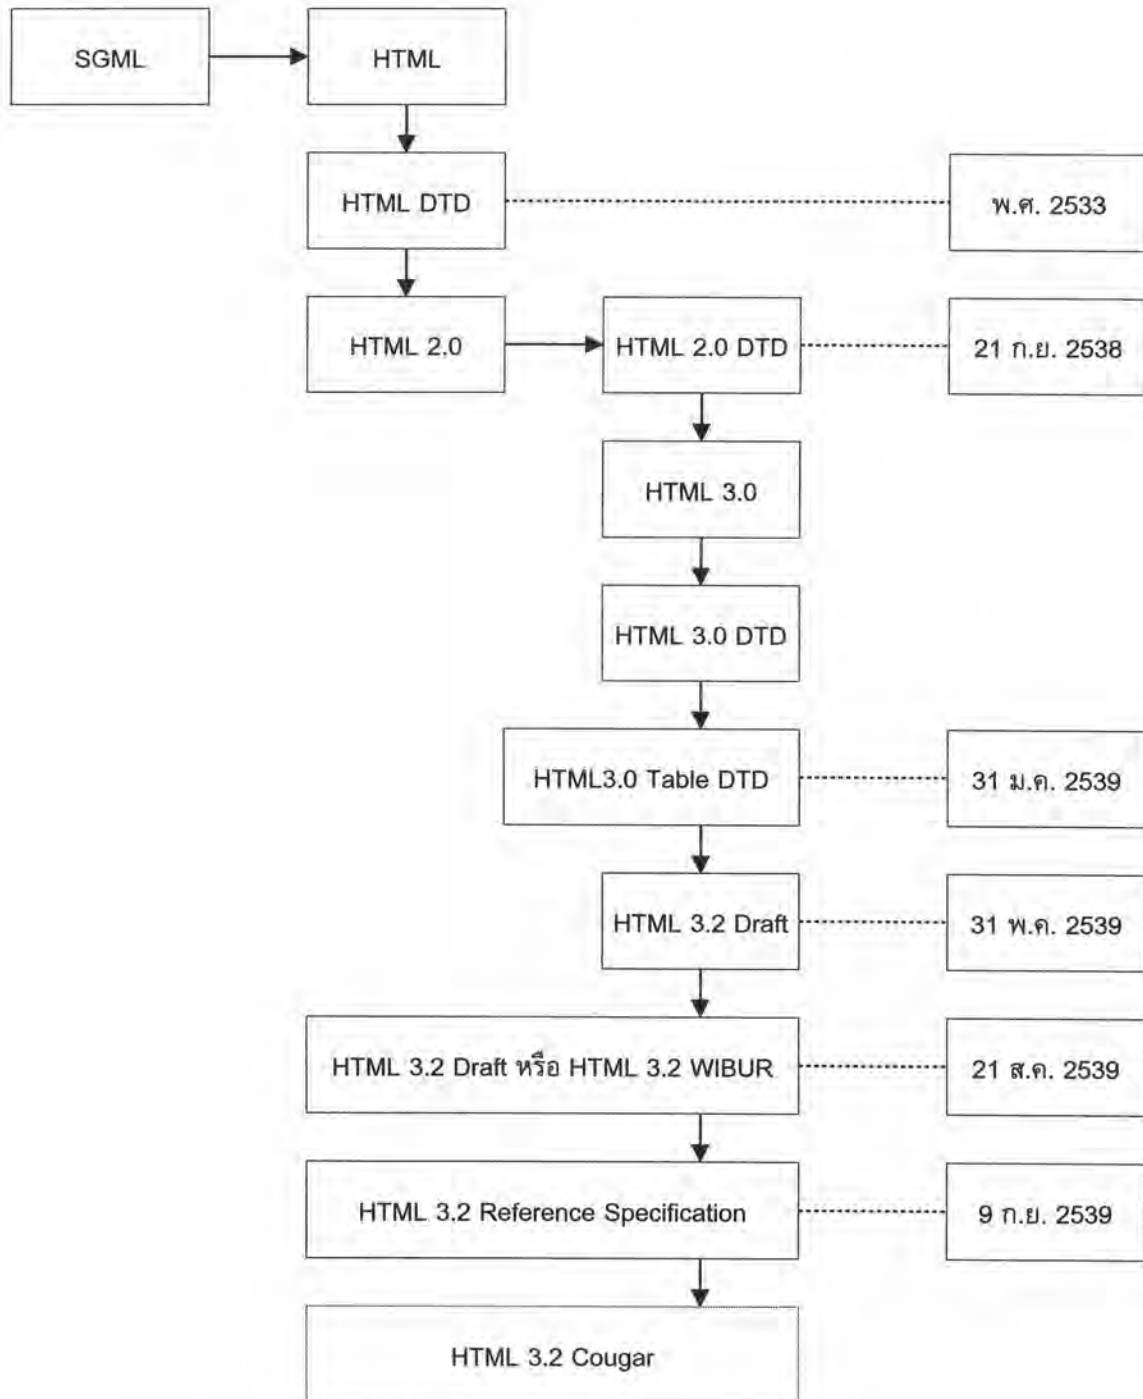 SGML
HTML
HTML DTD
พ.ศ. 2533
HTML 2.0
HTML 2.0 DTD
21 ก.ย. 2538
HTML 3.0
HTML 3.0 DTD
HTML3.0 Table DTD
31 ม.ค. 2539
HTML 3.2 Draft
31 พ.ค. 2539
HTML 3.2 Draft หรือ HTML 3.2 WIBUR
21 ส.ค. 2539
HTML 3.2 Reference Specification
9 ก.ย. 2539
HTML 3.2 Cougar